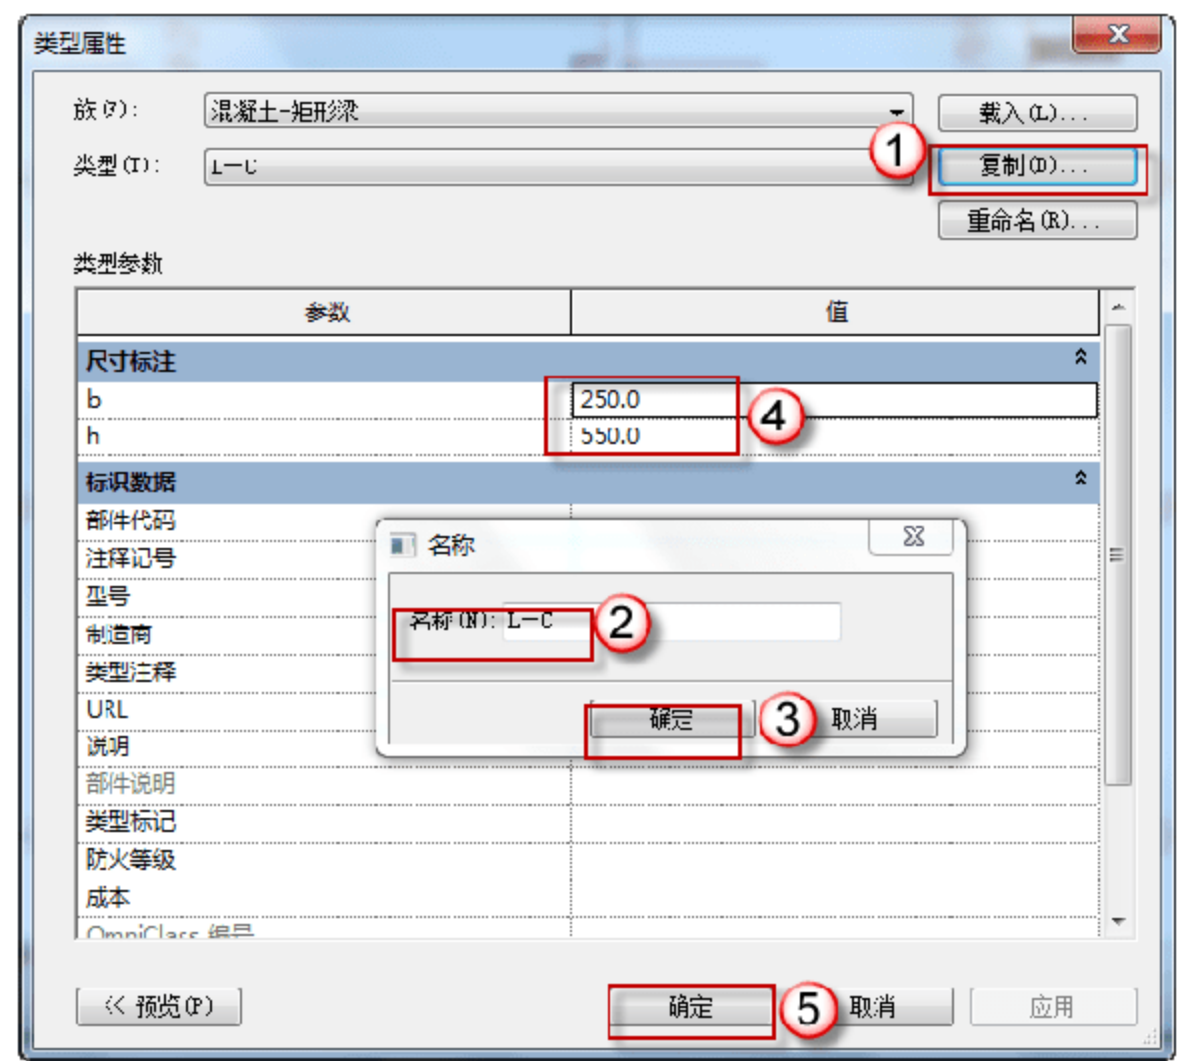 类型属性
族(F): 混凝土-矩形梁 载入(L)...
类型(T): L-C 1 复制(D)...
重命名(R)...
类型参数
参数 值
尺寸标注
b 250.0
4
h 550.0
标识数据
部件代码
注释记号
型号
制造商
类型注释
URL
说明
部件说明
类型标记
防火等级
成本
OmniClass 编号
名称
名称(N): L-C 2
确定 3 取消
<< 预览(P) 确定 5 取消 应用